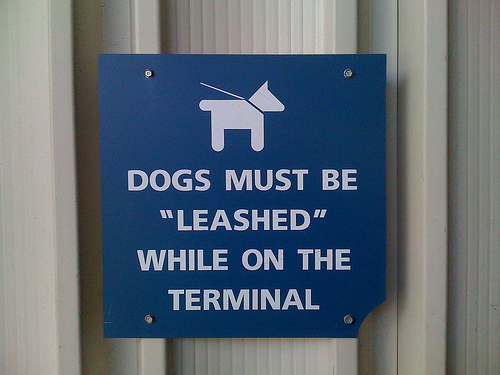 DOGS MUST BE
“LEASHED”
WHILE ON THE
TERMINAL